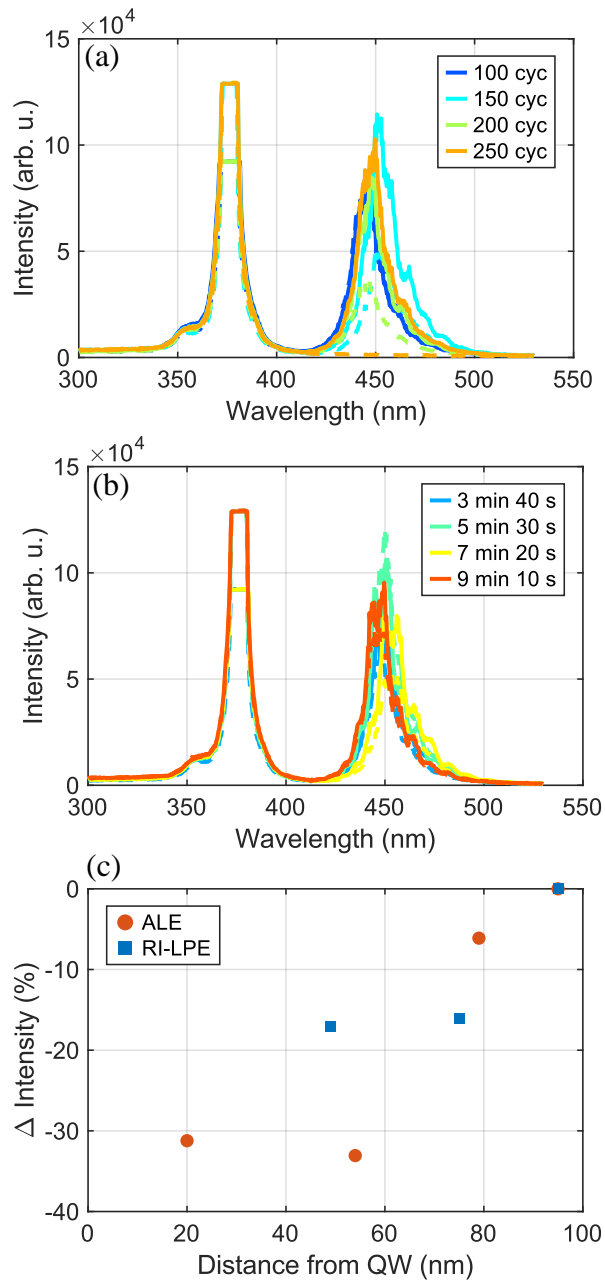 ×10⁴
15
(a)
100 cyc
150 cyc
200 cyc
250 cyc
10
5
0
Intensity (arb. u.)
300 350 400 450 500 550
Wavelength (nm)
×10⁴
15
(b)
3 min 40 s
5 min 30 s
7 min 20 s
9 min 10 s
10
5
0
Intensity (arb. u.)
300 350 400 450 500 550
Wavelength (nm)
(c)
0
ALE
RI-LPE
-10
-20
-30
-40
Δ Intensity (%)
0 20 40 60 80 100
Distance from QW (nm)